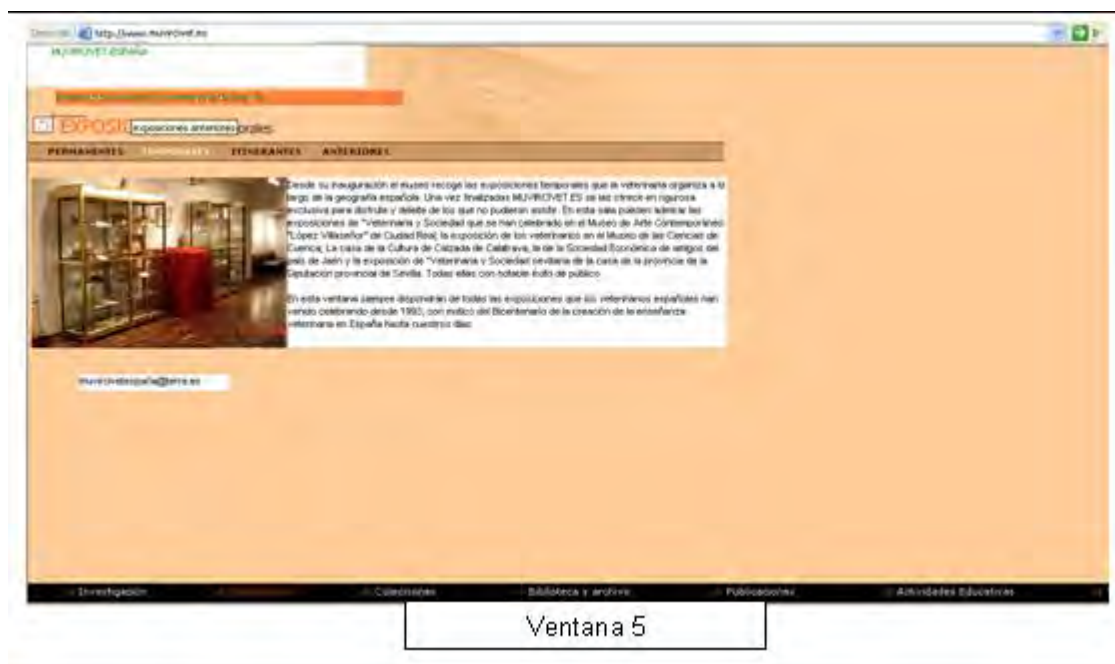 http://www.muvircivet.es
MUVIRCIVET.ESPAÑA
EXPOSI exposiciones anteriores orales
PERMANENTES TEMPORALES ITINERANTES ANTERIORES
Desde su inauguración el museo recoge las exposiciones temporales que la veterinaria organiza a lo
largo de la geografía española. Una vez finalizadas MUVIRCIVET.ES se las ofrece en rigurosa
exclusiva para disfrute y deleite de los que no pudieran asistir. En esta sala pueden admirar las
exposiciones de "Veterinaria y Sociedad que se han celebrado en el Museo de Arte Contemporáneo
"López Villaseñor" de Ciudad Real, la exposición de los veterinarios en el Museo de las Ciencias de
Cuenca, La casa de la Cultura de Calzada de Calatrava, la de la Sociedad Económica de amigos del
país de Jaén y la exposición de "Veterinaria y Sociedad sevillana de la casa de la provincia de la
Diputación provincial de Sevilla. Todas ellas con notable éxito de público.
En esta ventana siempre dispondrán de todas las exposiciones que los veterinarios españoles han
venido celebrando desde 1993, con motivo del Bicentenario de la creación de la enseñanza
veterinaria en España hasta nuestros días.
muvircivetespaña@terra.es
Investigación Colecciones Biblioteca y archivo Publicaciones Actividades Educativas
Ventana 5